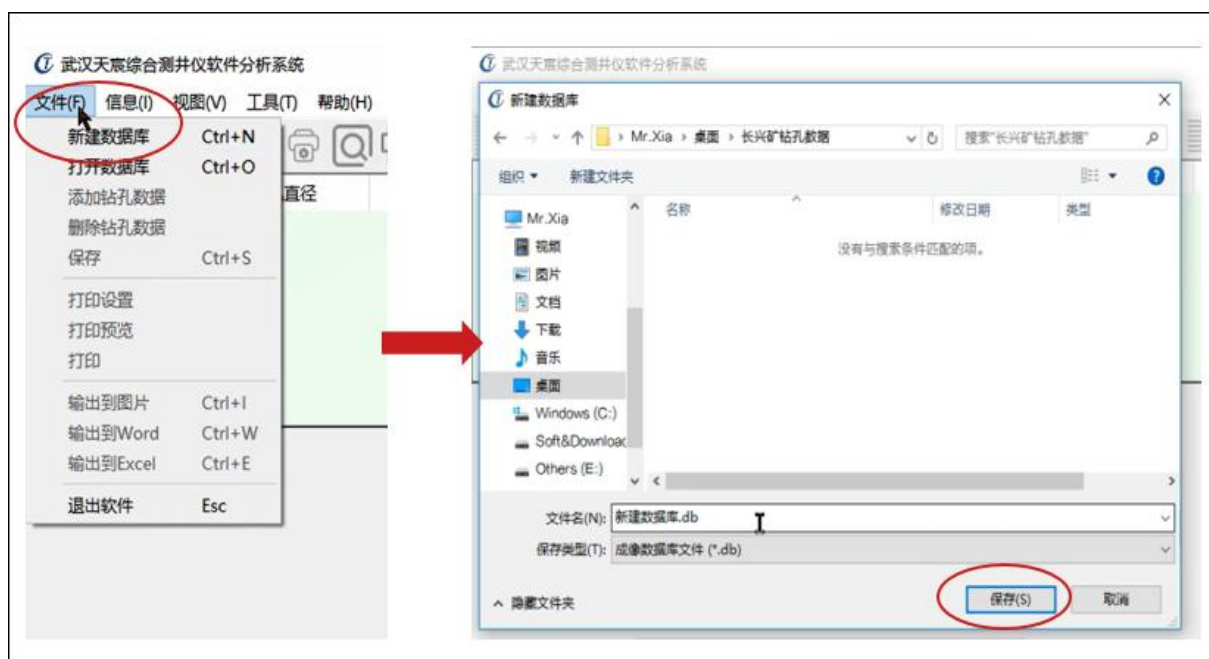 武汉天宸综合测井仪软件分析系统
文件(F) 信息(I) 视图(V) 工具(T) 帮助(H)
新建数据库 Ctrl+N
打开数据库 Ctrl+O
添加钻孔数据
直径
删除钻孔数据
保存 Ctrl+S
打印设置
打印预览
打印
输出到图片 Ctrl+I
输出到Word Ctrl+W
输出到Excel Ctrl+E
退出软件 Esc
武汉天宸综合测井仪软件分析系统
新建数据库
Mr.Xia 桌面 长兴矿钻孔数据 搜索"长兴矿钻孔数据"
组织 新建文件夹
名称 修改日期 类型
没有与搜索条件匹配的项。
Mr.Xia
视频
图片
文档
下载
音乐
桌面
Windows (C:)
Soft&Downloac
Others (E:)
文件名(N): 新建数据库.db
保存类型(T): 成像数据库文件 (*.db)
隐藏文件夹 保存(S) 取消